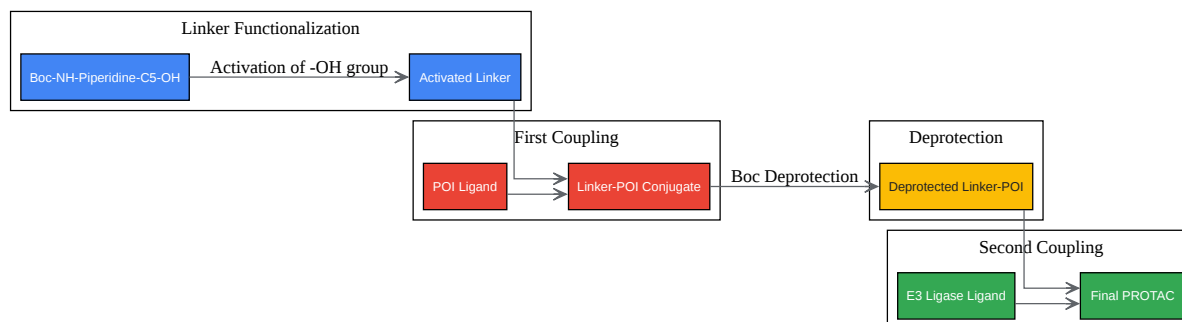 Linker Functionalization
Boc-NH-Piperidine-C5-OH
Activation of -OH group
Activated Linker
First Coupling
POI Ligand
Linker-POI Conjugate
Boc Deprotection
Deprotection
Deprotected Linker-POI
Second Coupling
E3 Ligase Ligand
Final PROTAC